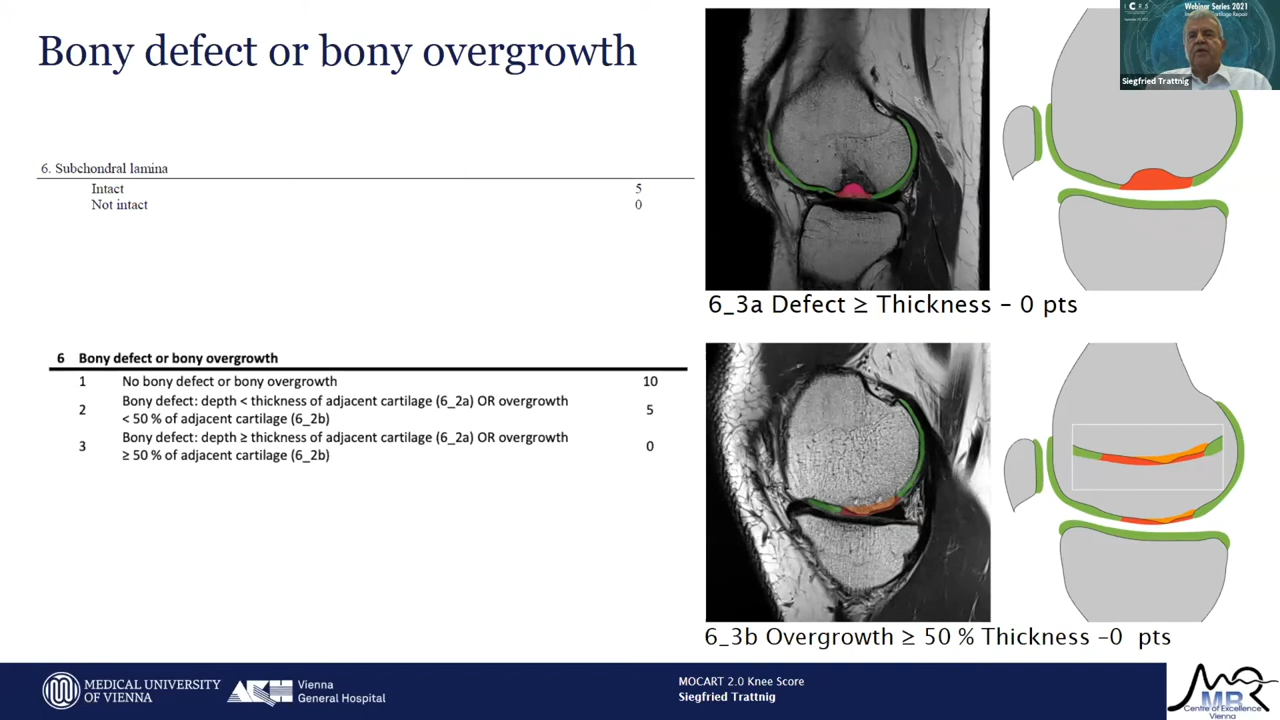 Bony defect or bony overgrowth
ICRS
Webinar Series 2021
Cartilage Repair
Siegfried Trattnig
6. Subchondral lamina
Intact 5
Not intact 0
6_3a Defect ≥ Thickness – 0 pts
6 Bony defect or bony overgrowth
1 No bony defect or bony overgrowth 10
2 Bony defect: depth < thickness of adjacent cartilage (6_2a) OR overgrowth < 50 % of adjacent cartilage (6_2b) 5
3 Bony defect: depth ≥ thickness of adjacent cartilage (6_2a) OR overgrowth ≥ 50 % of adjacent cartilage (6_2b) 0
6_3b Overgrowth ≥ 50 % Thickness –0 pts
MEDICAL UNIVERSITY
OF VIENNA
Vienna
General Hospital
MOCART 2.0 Knee Score
Siegfried Trattnig
MR
Centre of Excellence
Vienna